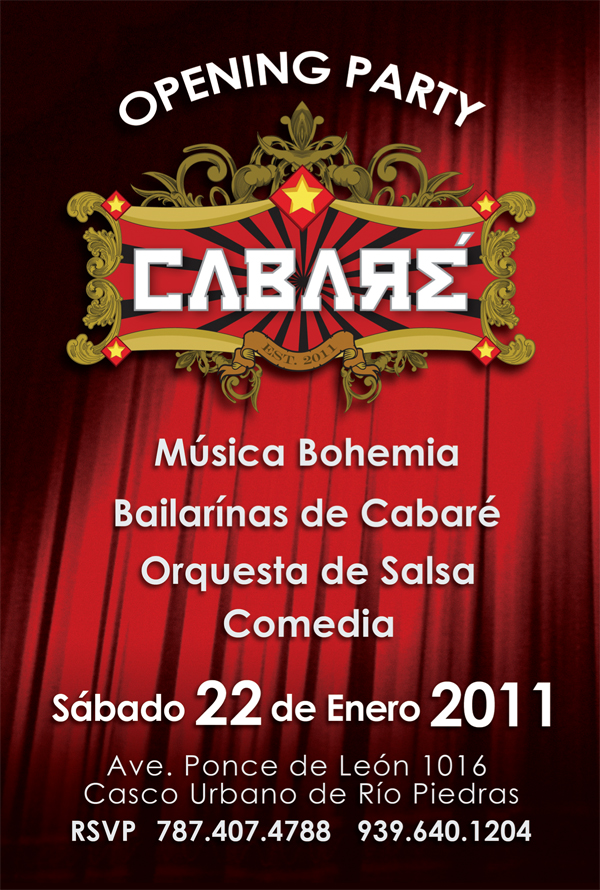 OPENING PARTY
CABARÉ
EST. 2011
Música Bohemia
Bailarínas de Cabaré
Orquesta de Salsa
Comedia
Sábado 22 de Enero 2011
Ave. Ponce de León 1016
Casco Urbano de Río Piedras
RSVP 787.407.4788 939.640.1204